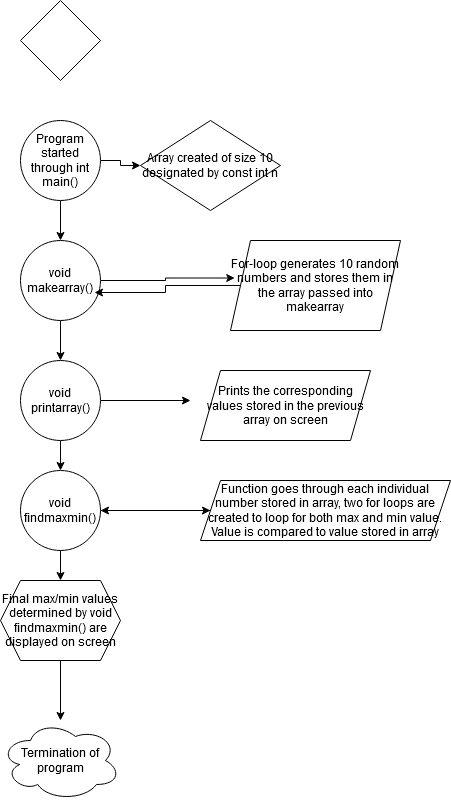 Program
started
through int
main()
Array created of size 10
designated by const int n
void
makearray()
For-loop generates 10 random
numbers and stores them in
the array passed into
makearray
void
printarray()
Prints the corresponding
values stored in the previous
array on screen
void
findmaxmin()
Function goes through each individual
number stored in array, two for loops are
created to loop for both max and min value.
Value is compared to value stored in array
Final max/min values
determined by void
findmaxmin() are
displayed on screen
Termination of
program